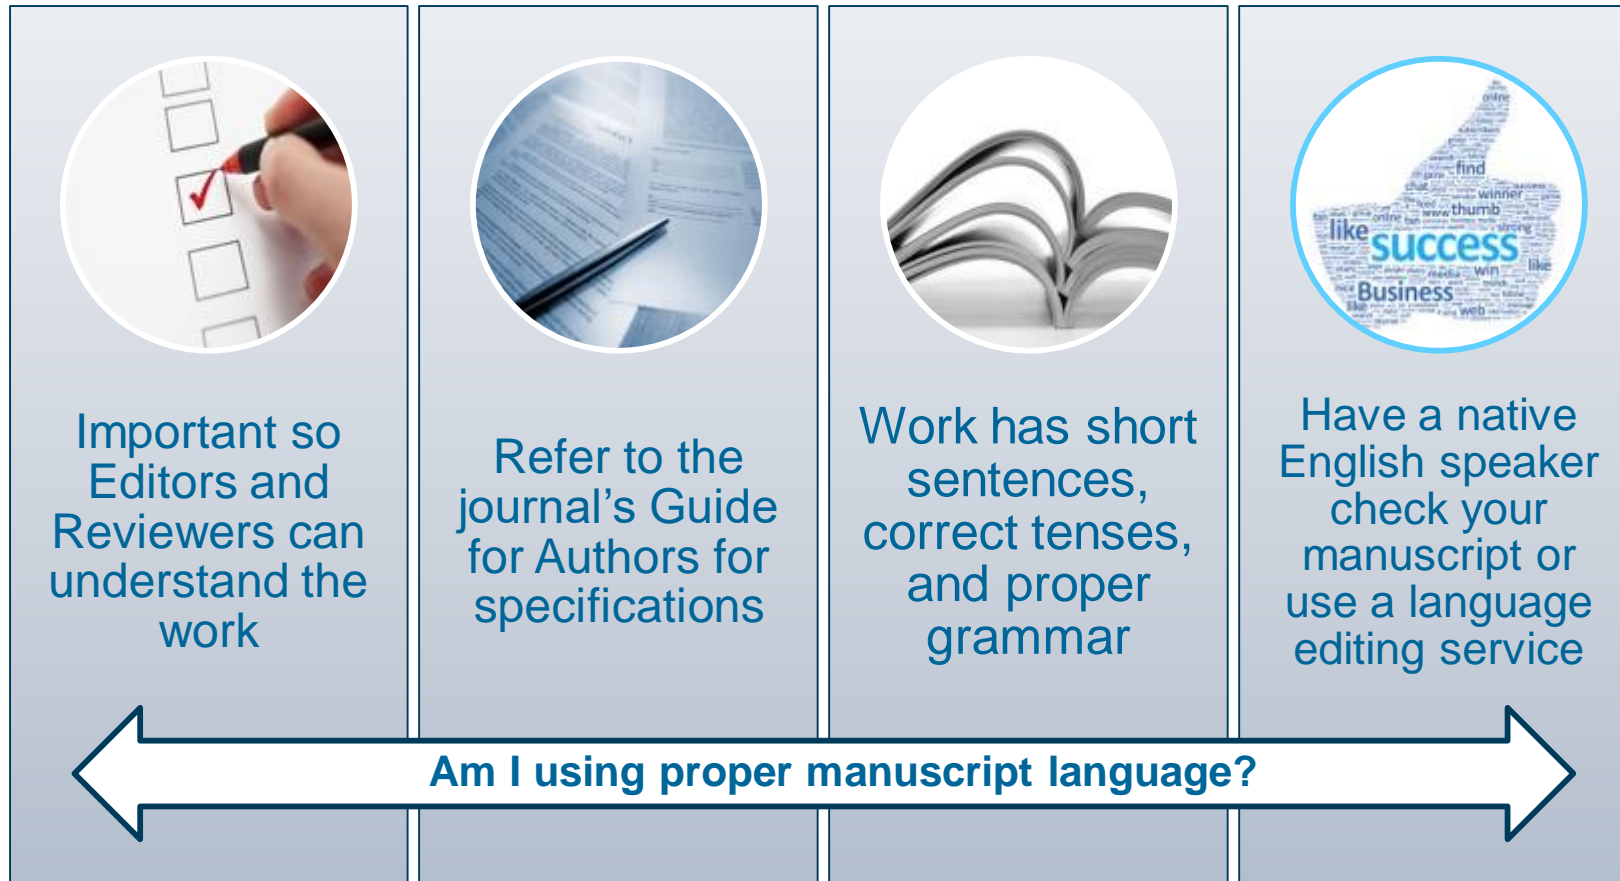 Important so
Editors and
Reviewers can
understand the
work
Refer to the
journal’s Guide
for Authors for
specifications
Work has short
sentences,
correct tenses,
and proper
grammar
online
find
winner
www thumb
like
success
win
like
Business
web
Have a native
English speaker
check your
manuscript or
use a language
editing service
Am I using proper manuscript language?